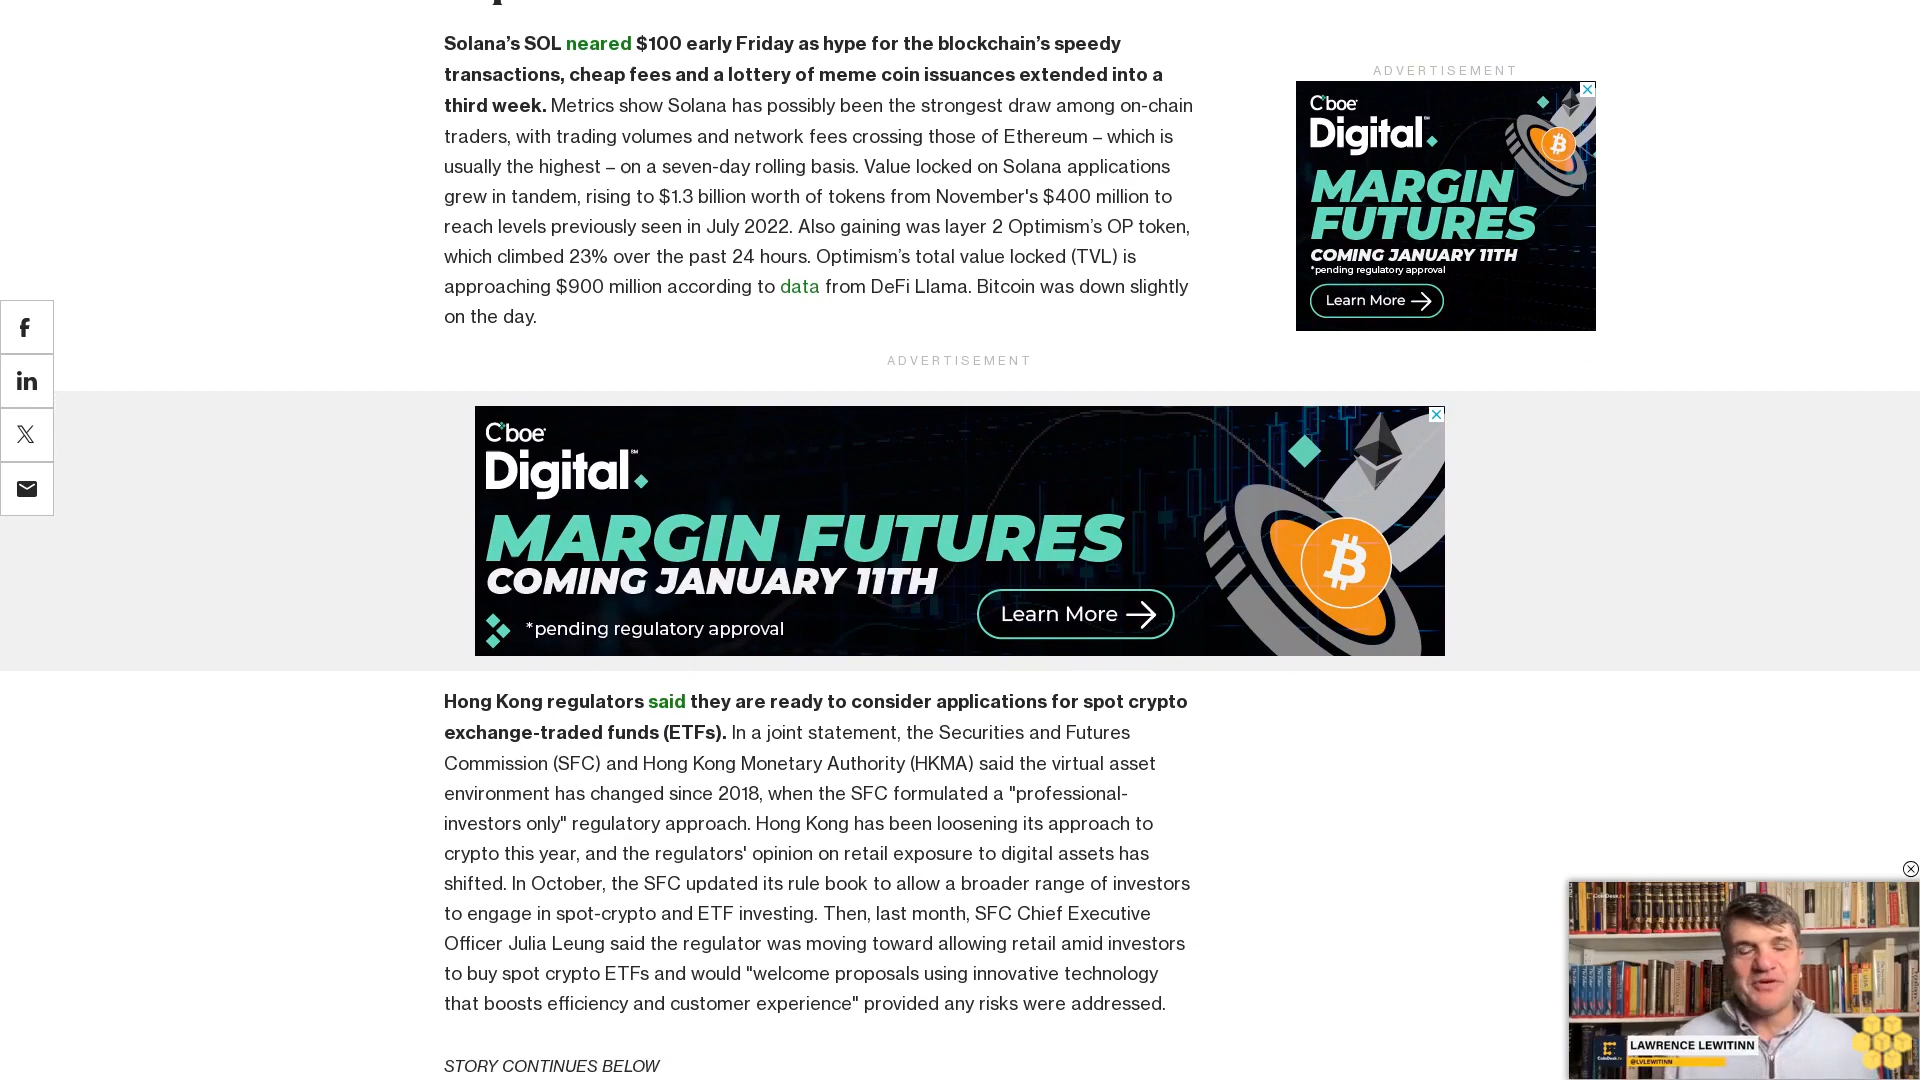 Solana’s SOL neared $100 early Friday as hype for the blockchain’s speedy
transactions, cheap fees and a lottery of meme coin issuances extended into a
third week. Metrics show Solana has possibly been the strongest draw among on-chain
traders, with trading volumes and network fees crossing those of Ethereum – which is
usually the highest – on a seven-day rolling basis. Value locked on Solana applications
grew in tandem, rising to $1.3 billion worth of tokens from November's $400 million to
reach levels previously seen in July 2022. Also gaining was layer 2 Optimism’s OP token,
which climbed 23% over the past 24 hours. Optimism’s total value locked (TVL) is
approaching $900 million according to data from DeFi Llama. Bitcoin was down slightly
on the day.
ADVERTISEMENT
Cboe
Digital
MARGIN
FUTURES
COMING JANUARY 11TH
*pending regulatory approval
Learn More
ADVERTISEMENT
Cboe
Digital℠
MARGIN FUTURES
COMING JANUARY 11TH
*pending regulatory approval
Learn More
Hong Kong regulators said they are ready to consider applications for spot crypto
exchange-traded funds (ETFs). In a joint statement, the Securities and Futures
Commission (SFC) and Hong Kong Monetary Authority (HKMA) said the virtual asset
environment has changed since 2018, when the SFC formulated a "professional-
investors only" regulatory approach. Hong Kong has been loosening its approach to
crypto this year, and the regulators' opinion on retail exposure to digital assets has
shifted. In October, the SFC updated its rule book to allow a broader range of investors
to engage in spot-crypto and ETF investing. Then, last month, SFC Chief Executive
Officer Julia Leung said the regulator was moving toward allowing retail amid investors
to buy spot crypto ETFs and would "welcome proposals using innovative technology
that boosts efficiency and customer experience" provided any risks were addressed.
STORY CONTINUES BELOW
LAWRENCE LEWITINN
@LVLEWITINN